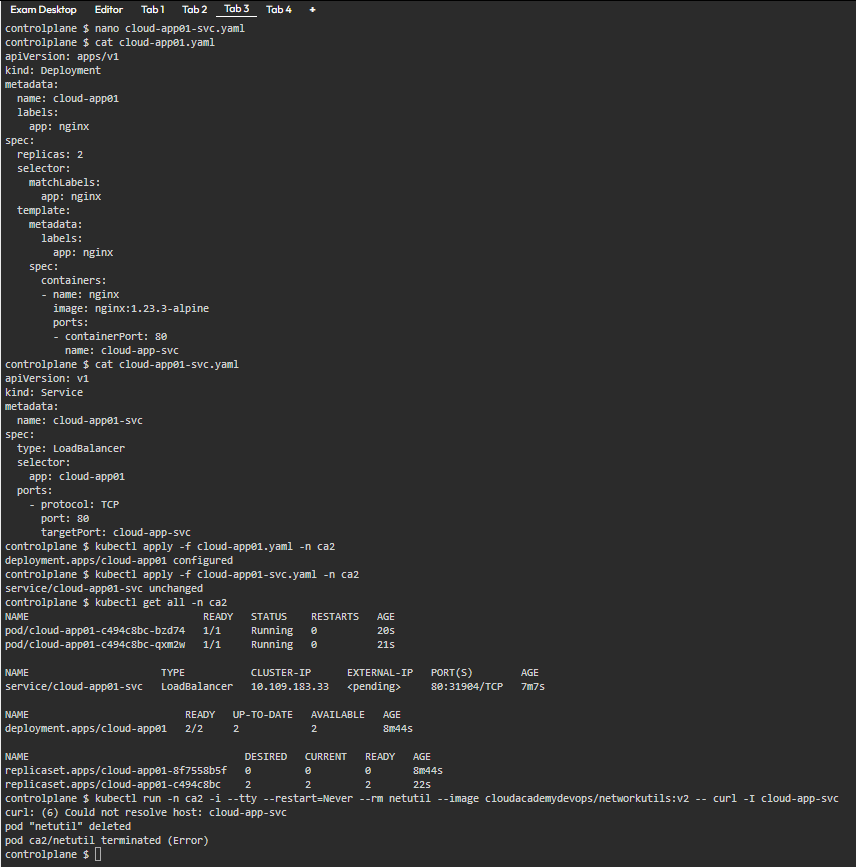 Exam Desktop Editor Tab 1 Tab 2 Tab 3 Tab 4 +
controlplane $ nano cloud-app01-svc.yaml
controlplane $ cat cloud-app01.yaml
apiVersion: apps/v1
kind: Deployment
metadata:
  name: cloud-app01
  labels:
    app: nginx
spec:
  replicas: 2
  selector:
    matchLabels:
      app: nginx
  template:
    metadata:
      labels:
        app: nginx
    spec:
      containers:
      - name: nginx
        image: nginx:1.23.3-alpine
        ports:
        - containerPort: 80
          name: cloud-app-svc
controlplane $ cat cloud-app01-svc.yaml
apiVersion: v1
kind: Service
metadata:
  name: cloud-app01-svc
spec:
  type: LoadBalancer
  selector:
    app: cloud-app01
  ports:
    - protocol: TCP
      port: 80
      targetPort: cloud-app-svc
controlplane $ kubectl apply -f cloud-app01.yaml -n ca2
deployment.apps/cloud-app01 configured
controlplane $ kubectl apply -f cloud-app01-svc.yaml -n ca2
service/cloud-app01-svc unchanged
controlplane $ kubectl get all -n ca2
NAME                             READY   STATUS    RESTARTS   AGE
pod/cloud-app01-c494c8bc-bzd74   1/1     Running   0          20s
pod/cloud-app01-c494c8bc-qxm2w   1/1     Running   0          21s
NAME                      TYPE           CLUSTER-IP      EXTERNAL-IP   PORT(S)        AGE
service/cloud-app01-svc   LoadBalancer   10.109.183.33   <pending>     80:31904/TCP   7m7s
NAME                          READY   UP-TO-DATE   AVAILABLE   AGE
deployment.apps/cloud-app01   2/2     2            2           8m44s
NAME                                    DESIRED   CURRENT   READY   AGE
replicaset.apps/cloud-app01-8f7558b5f   0         0         0       8m44s
replicaset.apps/cloud-app01-c494c8bc    2         2         2       22s
controlplane $ kubectl run -n ca2 -i --tty --restart=Never --rm netutil --image cloudacademydevops/networkutils:v2 -- curl -I cloud-app-svc
curl: (6) Could not resolve host: cloud-app-svc
pod "netutil" deleted
pod ca2/netutil terminated (Error)
controlplane $